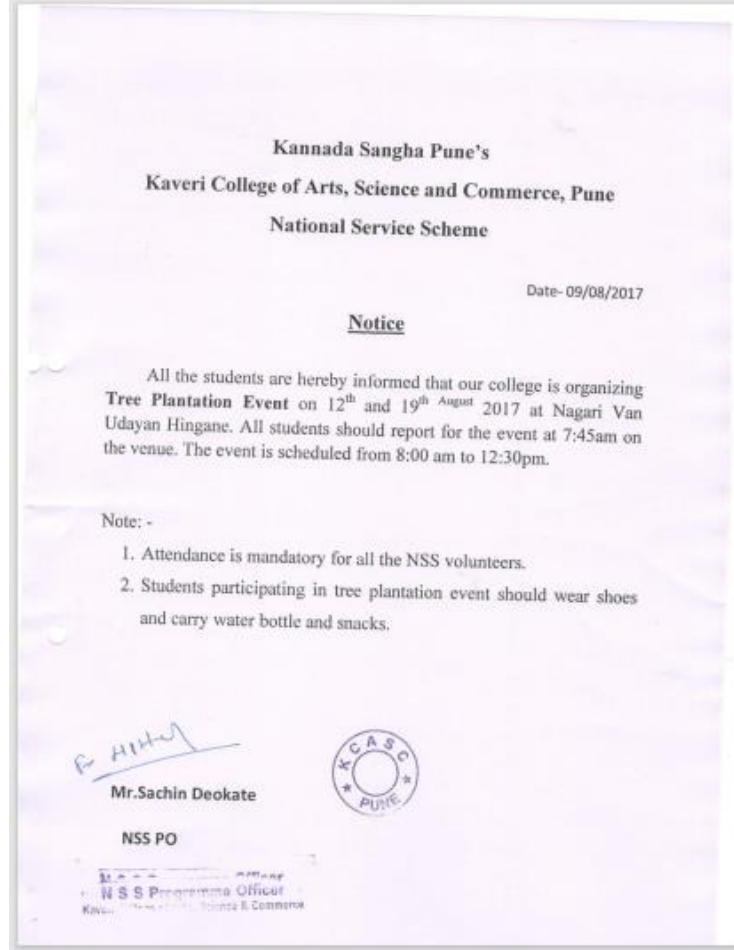 Kannada Sangha Pune's
Kaveri College of Arts, Science and Commerce, Pune
National Service Scheme
Date- 09/08/2017
Notice
All the students are hereby informed that our college is organizing
Tree Plantation Event on 12th and 19th August 2017 at Nagari Van
Udayan Hingane. All students should report for the event at 7:45am on
the venue. The event is scheduled from 8:00 am to 12:30pm.
Note: -
1. Attendance is mandatory for all the NSS volunteers.
2. Students participating in tree plantation event should wear shoes
and carry water bottle and snacks.
KCASC
PUNE
Mr.Sachin Deokate
NSS PO
N S S Programme Officer
Science & Commerce